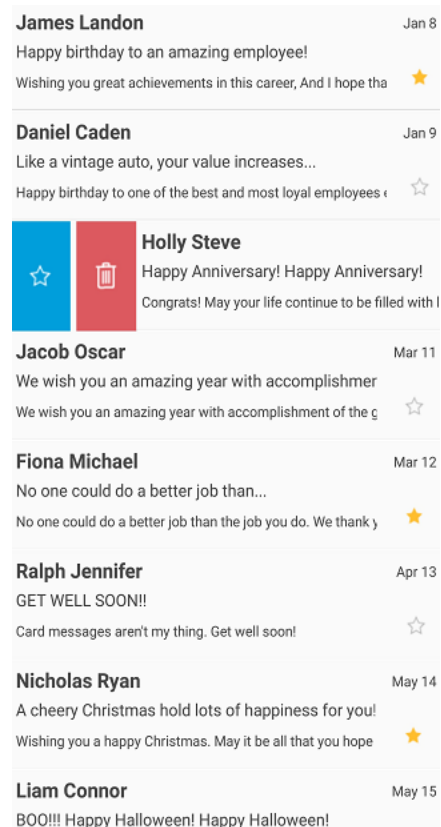 James Landon Jan 8
Happy birthday to an amazing employee!
Wishing you great achievements in this career, And I hope tha
Daniel Caden Jan 9
Like a vintage auto, your value increases...
Happy birthday to one of the best and most loyal employees
Holly Steve
Happy Anniversary! Happy Anniversary!
Congrats! May your life continue to be filled with
Jacob Oscar Mar 11
We wish you an amazing year with accomplishmer
We wish you an amazing year with accomplishment of the
Fiona Michael Mar 12
No one could do a better job than...
No one could do a better job than the job you do. We thank
Ralph Jennifer Apr 13
GET WELL SOON!!
Card messages aren't my thing. Get well soon!
Nicholas Ryan May 14
A cheery Christmas hold lots of happiness for you!
Wishing you a happy Christmas. May it be all that you hope
Liam Connor May 15
BOO!!! Happy Halloween! Happy Halloween!